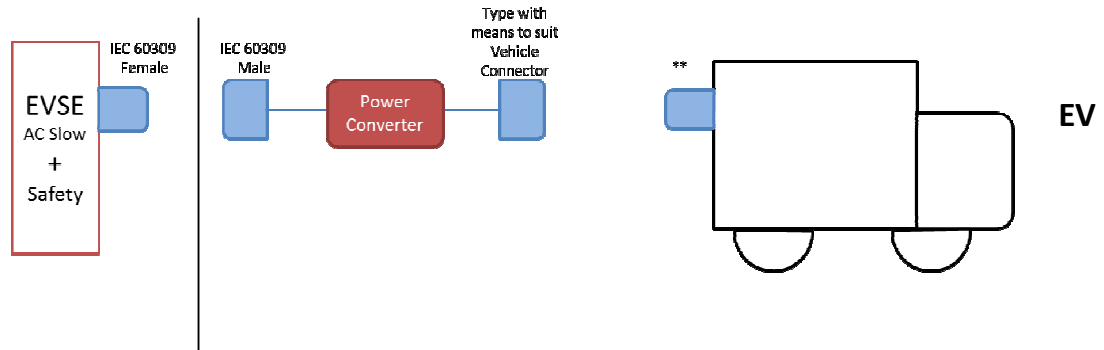 IEC 60309
Female
EVSE
AC Slow
+
Safety
IEC 60309
Male
Power
Converter
Type with
means to suit
Vehicle
Connector
**
EV